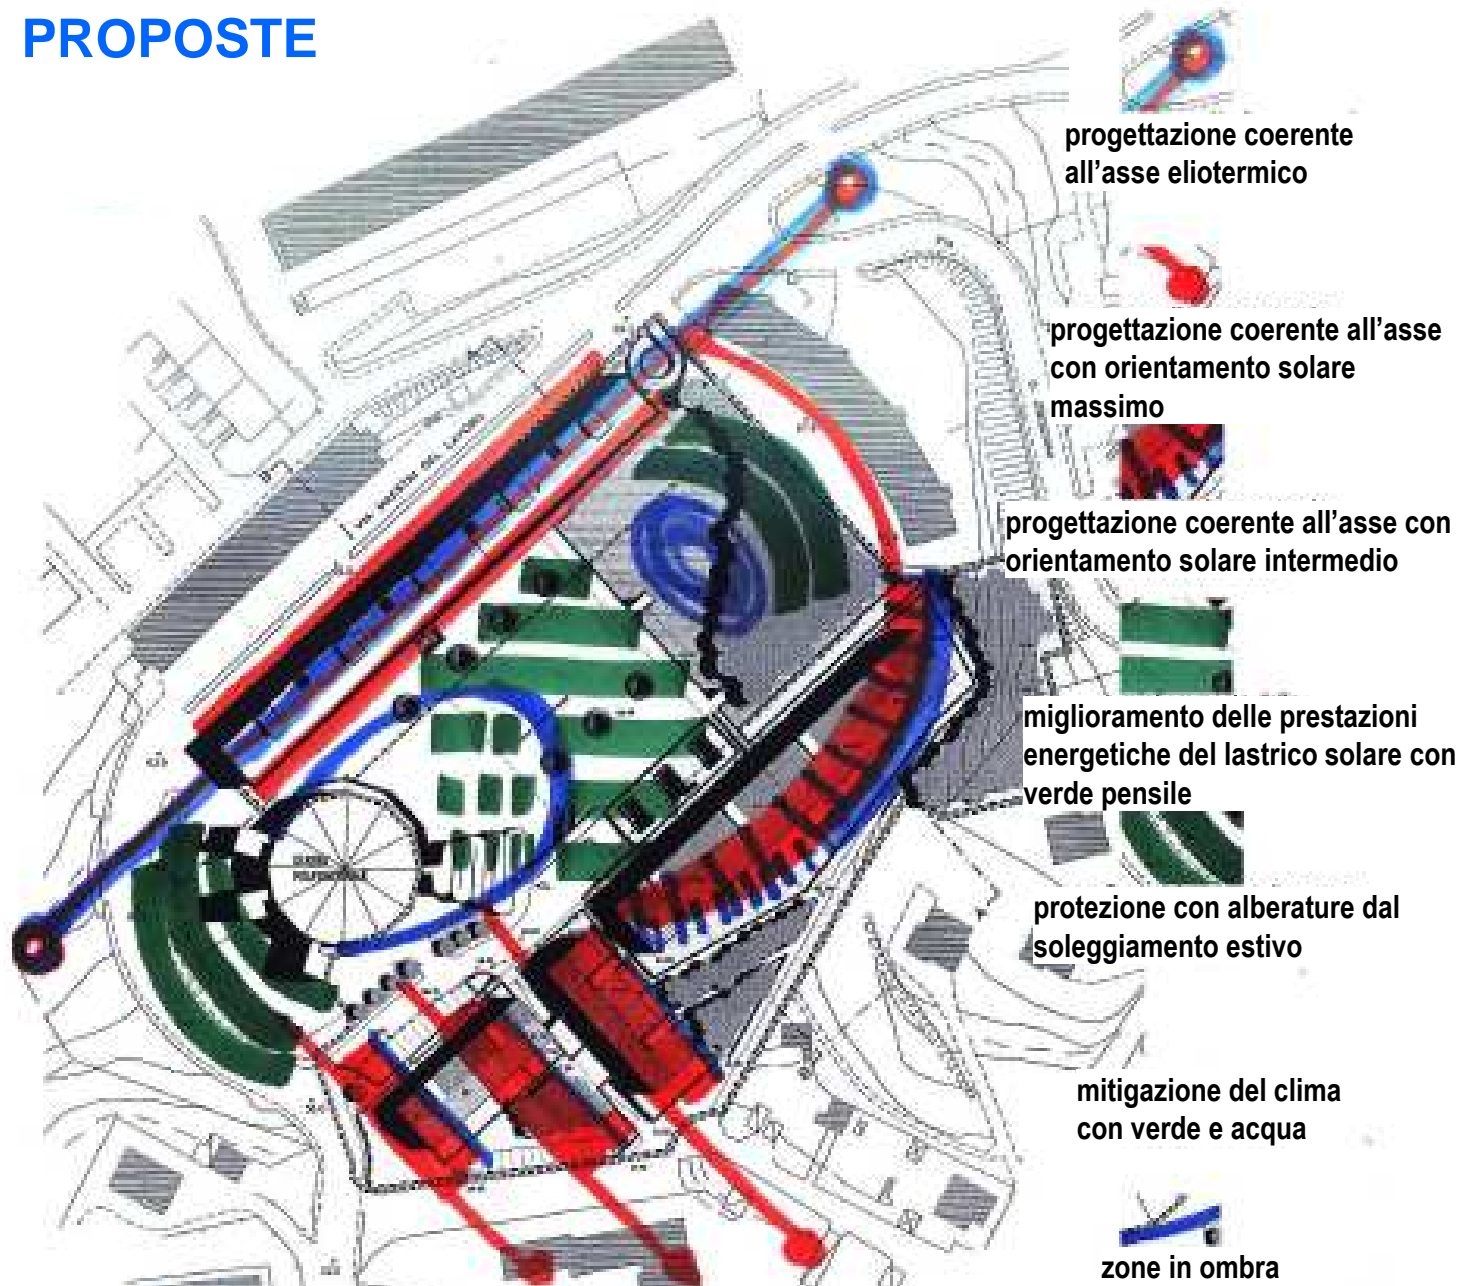 PROPOSTE
progettazione coerente
all’asse eliotermico
progettazione coerente all’asse
con orientamento solare
massimo
progettazione coerente all’asse con
orientamento solare intermedio
miglioramento delle prestazioni
energetiche del lastrico solare con
verde pensile
protezione con alberature dal
soleggiamento estivo
mitigazione del clima
con verde e acqua
zone in ombra